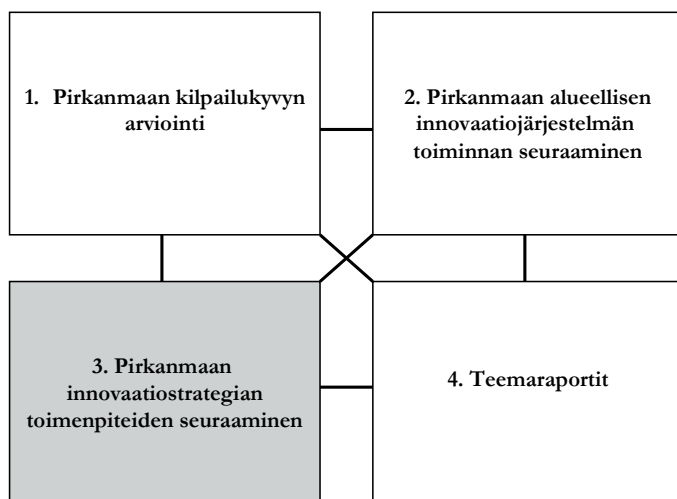 1. Pirkanmaan kilpailukyvyn
arviointi
2. Pirkanmaan alueellisen
innovaatiojärjestelmän
toiminnan seuraaminen
3. Pirkanmaan
innovaatiostrategian
toimenpiteiden seuraaminen
4. Teemaraportit